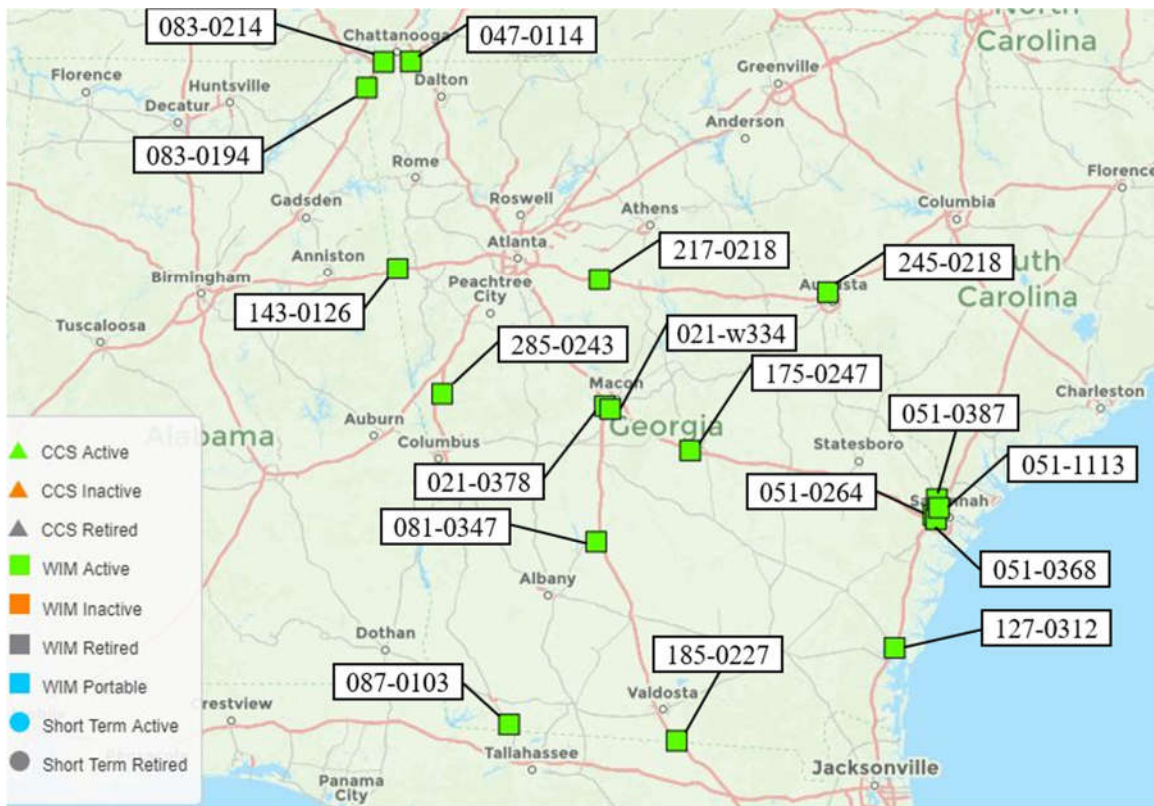 North
Carolina
083-0214
Chattanooga
047-0114
Florence
Huntsville
Decatur
Dalton
Greenville
Anderson
083-0194
Rome
Florence
Gadsden
Roswell
Athens
Columbia
Atlanta
Anniston
217-0218
245-0218
Birmingham
Peachtree
City
Augusta
South
Carolina
143-0126
Tuscaloosa
285-0243
021-w334
175-0247
Macon
Georgia
Charleston
Auburn
Alabama
Columbus
Statesboro
051-0387
051-1113
021-0378
051-0264
Savannah
081-0347
051-0368
Albany
Dothan
127-0312
185-0227
087-0103
Valdosta
Crestview
Tallahassee
Jacksonville
Panama
City
CCS Active
CCS Inactive
CCS Retired
WIM Active
WIM Inactive
WIM Retired
WIM Portable
Short Term Active
Short Term Retired